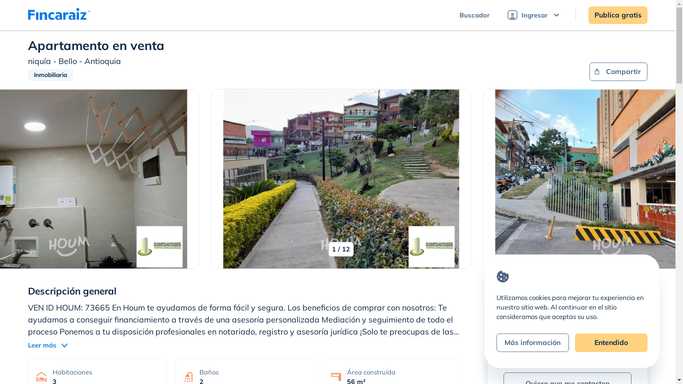 Fincaraiz
Buscador
Ingresar
Publica gratis
Apartamento en venta
niquía - Bello - Antioquia
Inmobiliaria
Compartir
HOUM
HOUM
HOUM
1 / 12
Descripción general
VEN ID HOUM: 73665 En Houm te ayudamos de forma fácil y segura. Los beneficios de comprar con nosotros: Te
ayudamos a conseguir financiamiento a través de una asesoría personalizada Mediación y seguimiento de todo el
proceso Ponemos a tu disposición profesionales en notariado, registro y asesoría jurídica ¡Solo te preocupas de las...
Leer más
Habitaciones
3
Baños
2
Área construida
56 m²
Utilizamos cookies para mejorar tu experiencia en
nuestro sitio web. Al continuar en el sitio
consideramos que aceptas su uso.
Más información
Entendido
Quiero que me contacten